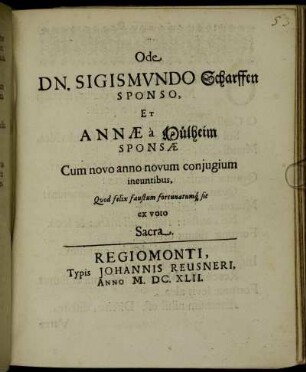 53
Ode
DN. SIGISMVNDO Scharffen
SPONSO,
ET
ANNÆ à Mülheim
SPONSÆ
Cum novo anno novum conjugium
ineuntibus,
Quod felix faustum fortunatumq́; sit
ex voto
Sacra.
REGIOMONTI,
Typis JOHANNIS REUSNERI,
ANNO M. DC. XLII.